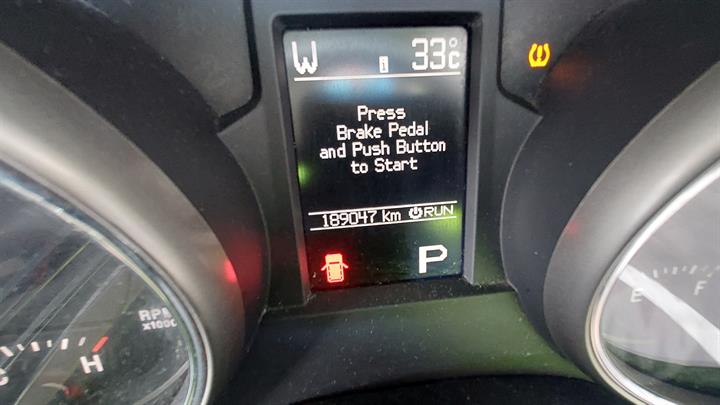 W 33°C
Press
Brake Pedal
and Push Button
to Start
189047 km RUN
P
RPM
X1000
C H
E F